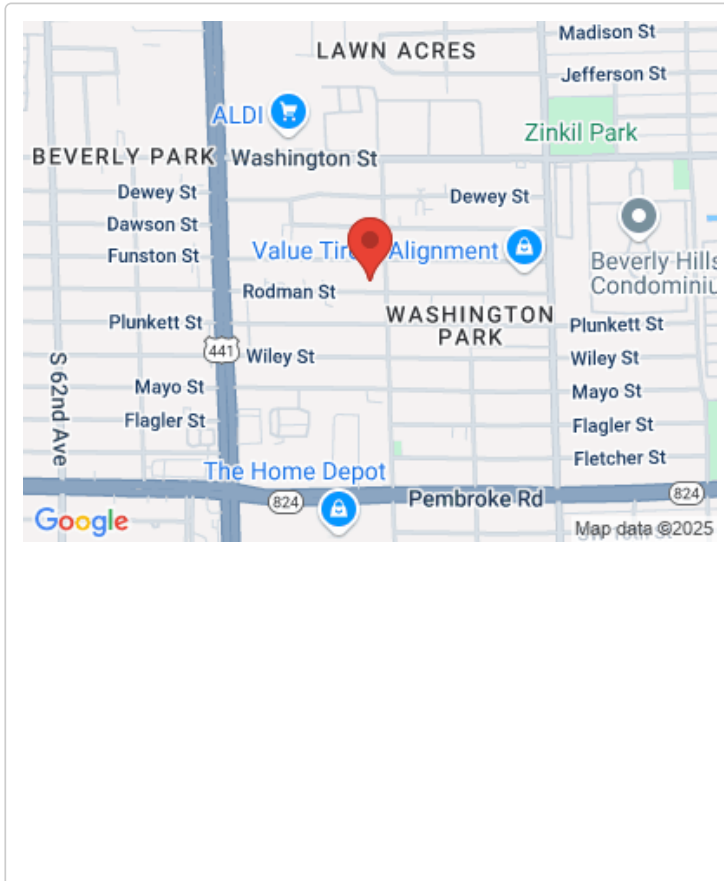 Madison St
LAWN ACRES
Jefferson St
ALDI
Zinkil Park
BEVERLY PARK
Washington St
Dewey St
Dewey St
Dawson St
Funston St
Value Tire
Alignment
Beverly Hills
Condominiu
Rodman St
WASHINGTON
PARK
Plunkett St
Plunkett St
441
Wiley St
Wiley St
S 62nd Ave
Mayo St
Mayo St
Flagler St
Flagler St
Fletcher St
The Home Depot
824
Pembroke Rd
824
Google
Map data ©2025